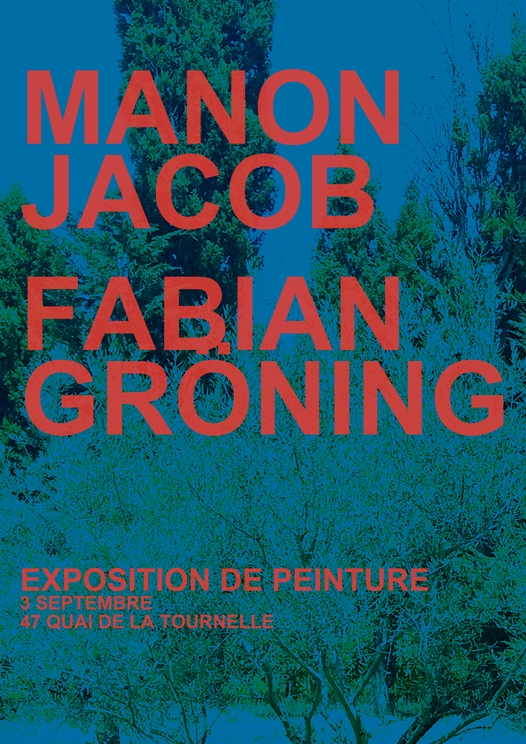 MANON
JACOB
FABIAN
GRÖNING
EXPOSITION DE PEINTURE
3 SEPTEMBRE
47 QUAI DE LA TOURNELLE